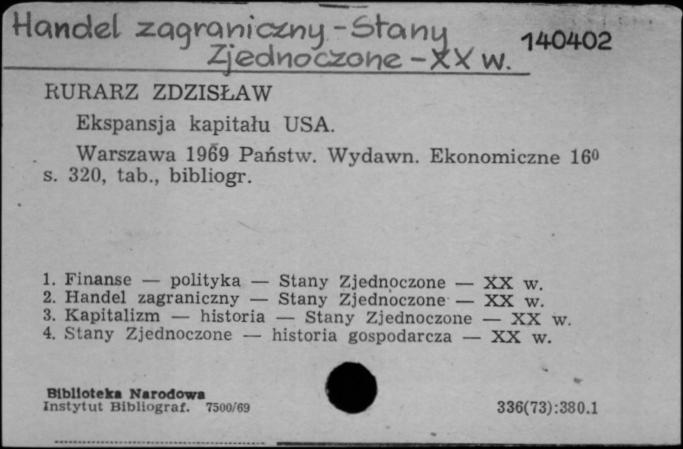 Handel zagraniczny - Stany
Zjednoczone - XX w.
140402
RURARZ ZDZISŁAW
Ekspansja kapitału USA.
Warszawa 1969 Państw. Wydawn. Ekonomiczne 16⁰
s. 320, tab., bibliogr.
1. Finanse — polityka — Stany Zjednoczone — XX w.
2. Handel zagraniczny — Stany Zjednoczone — XX w.
3. Kapitalizm — historia — Stany Zjednoczone — XX w.
4. Stany Zjednoczone — historia gospodarcza — XX w.
Biblioteka Narodowa
Instytut Bibliograf. 7500/69
336(73):380.1